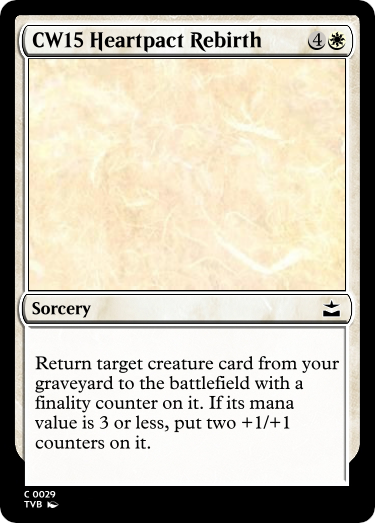 CW15 Heartpact Rebirth 4
Sorcery
Return target creature card from your
graveyard to the battlefield with a
finality counter on it. If its mana
value is 3 or less, put two +1/+1
counters on it.
C 0029
TVB